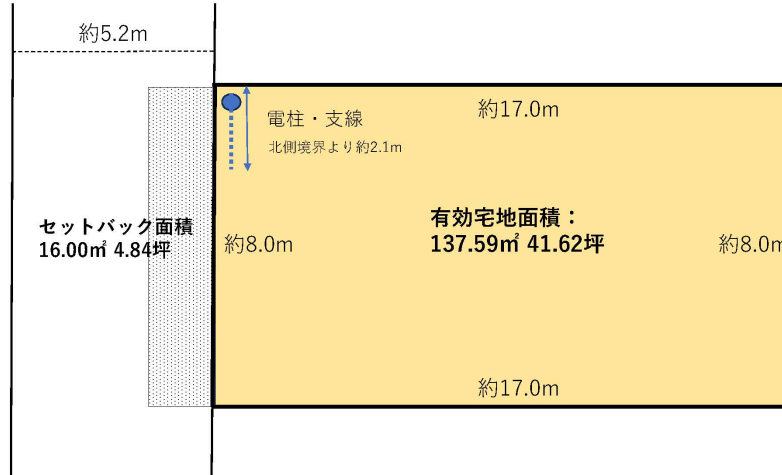 約5.2m
電柱・支線
北側境界より約2.1m
約17.0m
セットバック面積
16.00㎡ 4.84坪
約8.0m
有効宅地面積：
137.59㎡ 41.62坪
約8.0m
約17.0m